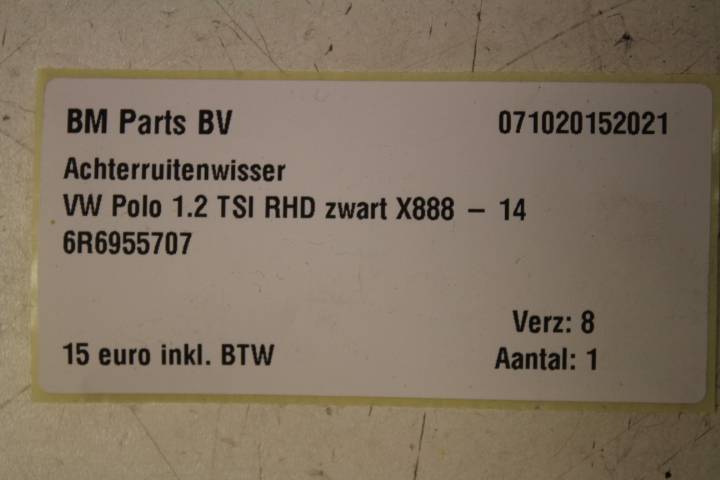 BM Parts BV 071020152021
Achterruitenwisser
VW Polo 1.2 TSI RHD zwart X888 – 14
6R6955707
Verz: 8
15 euro inkl. BTW Aantal: 1